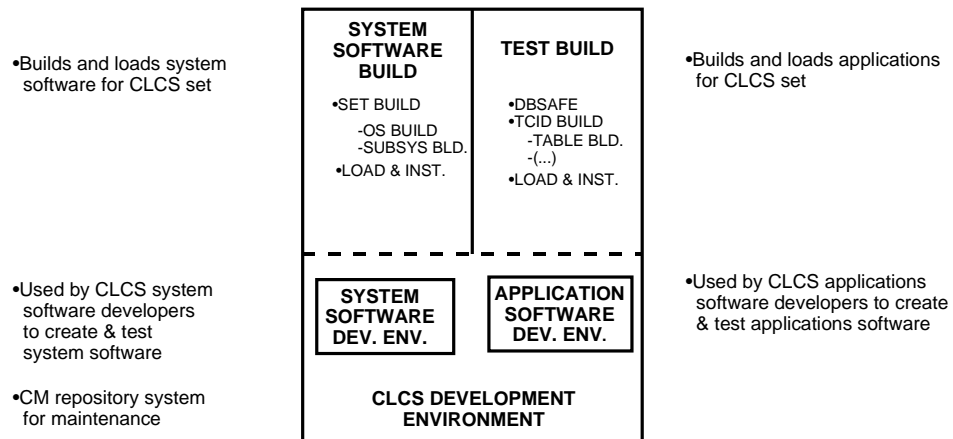 •Builds and loads system
software for CLCS set
SYSTEM
SOFTWARE
BUILD
•SET BUILD
-OS BUILD
-SUBSYS BLD.
•LOAD & INST.
TEST BUILD
•DBSAFE
•TCID BUILD
-TABLE BLD.
-(...)
•LOAD & INST.
•Builds and loads applications
for CLCS set
•Used by CLCS system
software developers
to create & test
system software
SYSTEM
SOFTWARE
DEV. ENV.
APPLICATION
SOFTWARE
DEV. ENV.
•Used by CLCS applications
software developers to create
& test applications software
•CM repository system
for maintenance
CLCS DEVELOPMENT
ENVIRONMENT